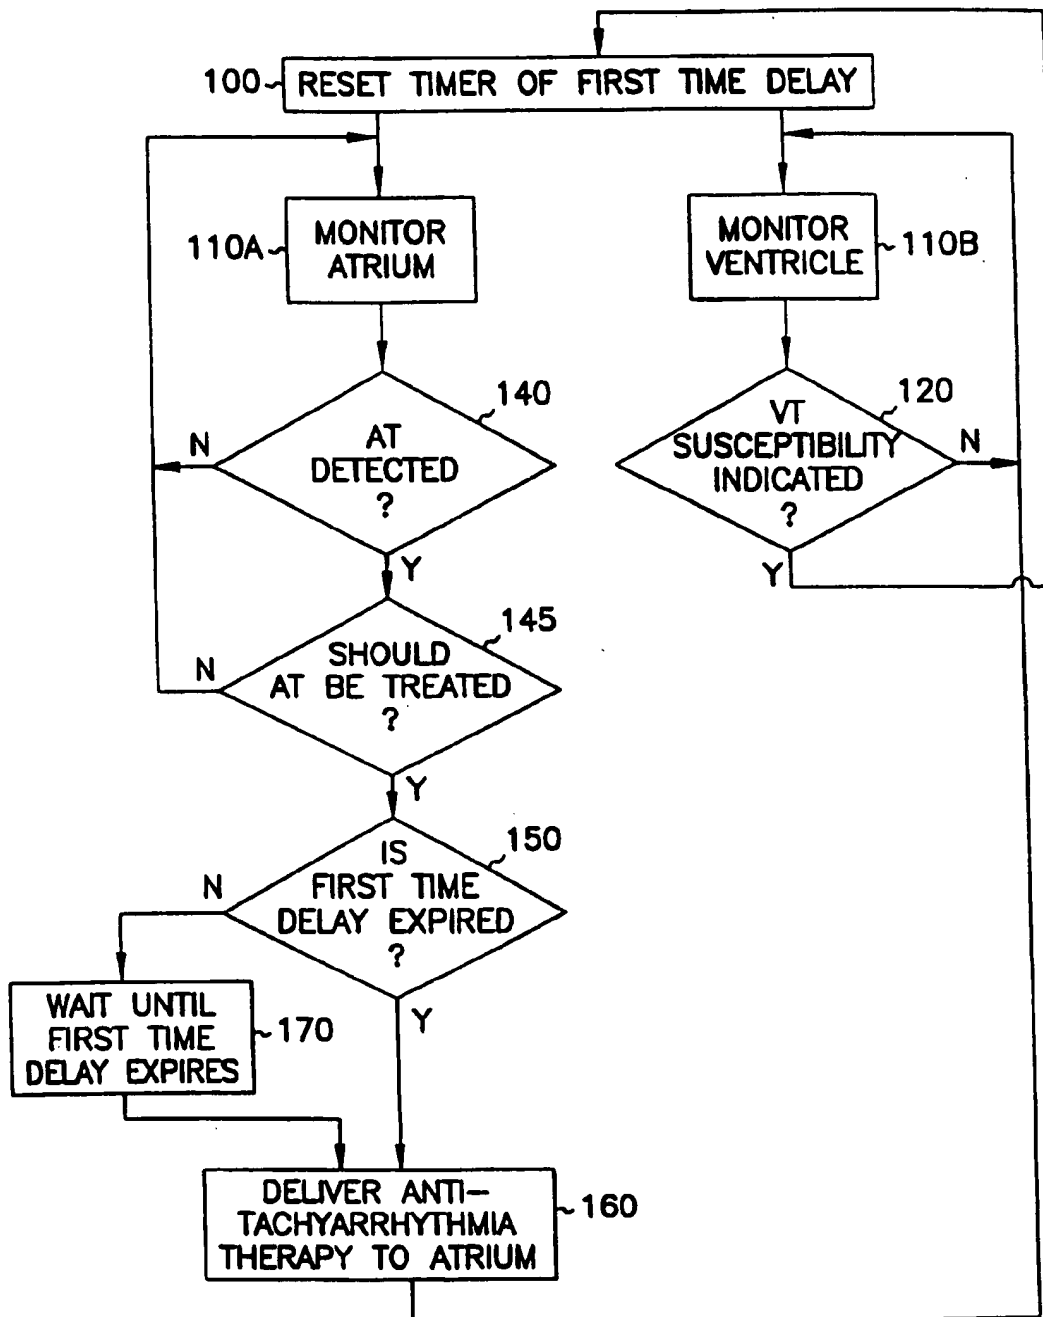 100
RESET TIMER OF FIRST TIME DELAY
110A
MONITOR
ATRIUM
MONITOR
VENTRICLE
110B
140
AT
DETECTED
?
N
Y
120
VT
SUSCEPTIBILITY
INDICATED
?
N
Y
145
SHOULD
AT BE TREATED
?
N
Y
150
IS
FIRST TIME
DELAY EXPIRED
?
N
Y
WAIT UNTIL
FIRST TIME
DELAY EXPIRES
170
DELIVER ANTI-
TACHYARRHYTHMIA
THERAPY TO ATRIUM
160